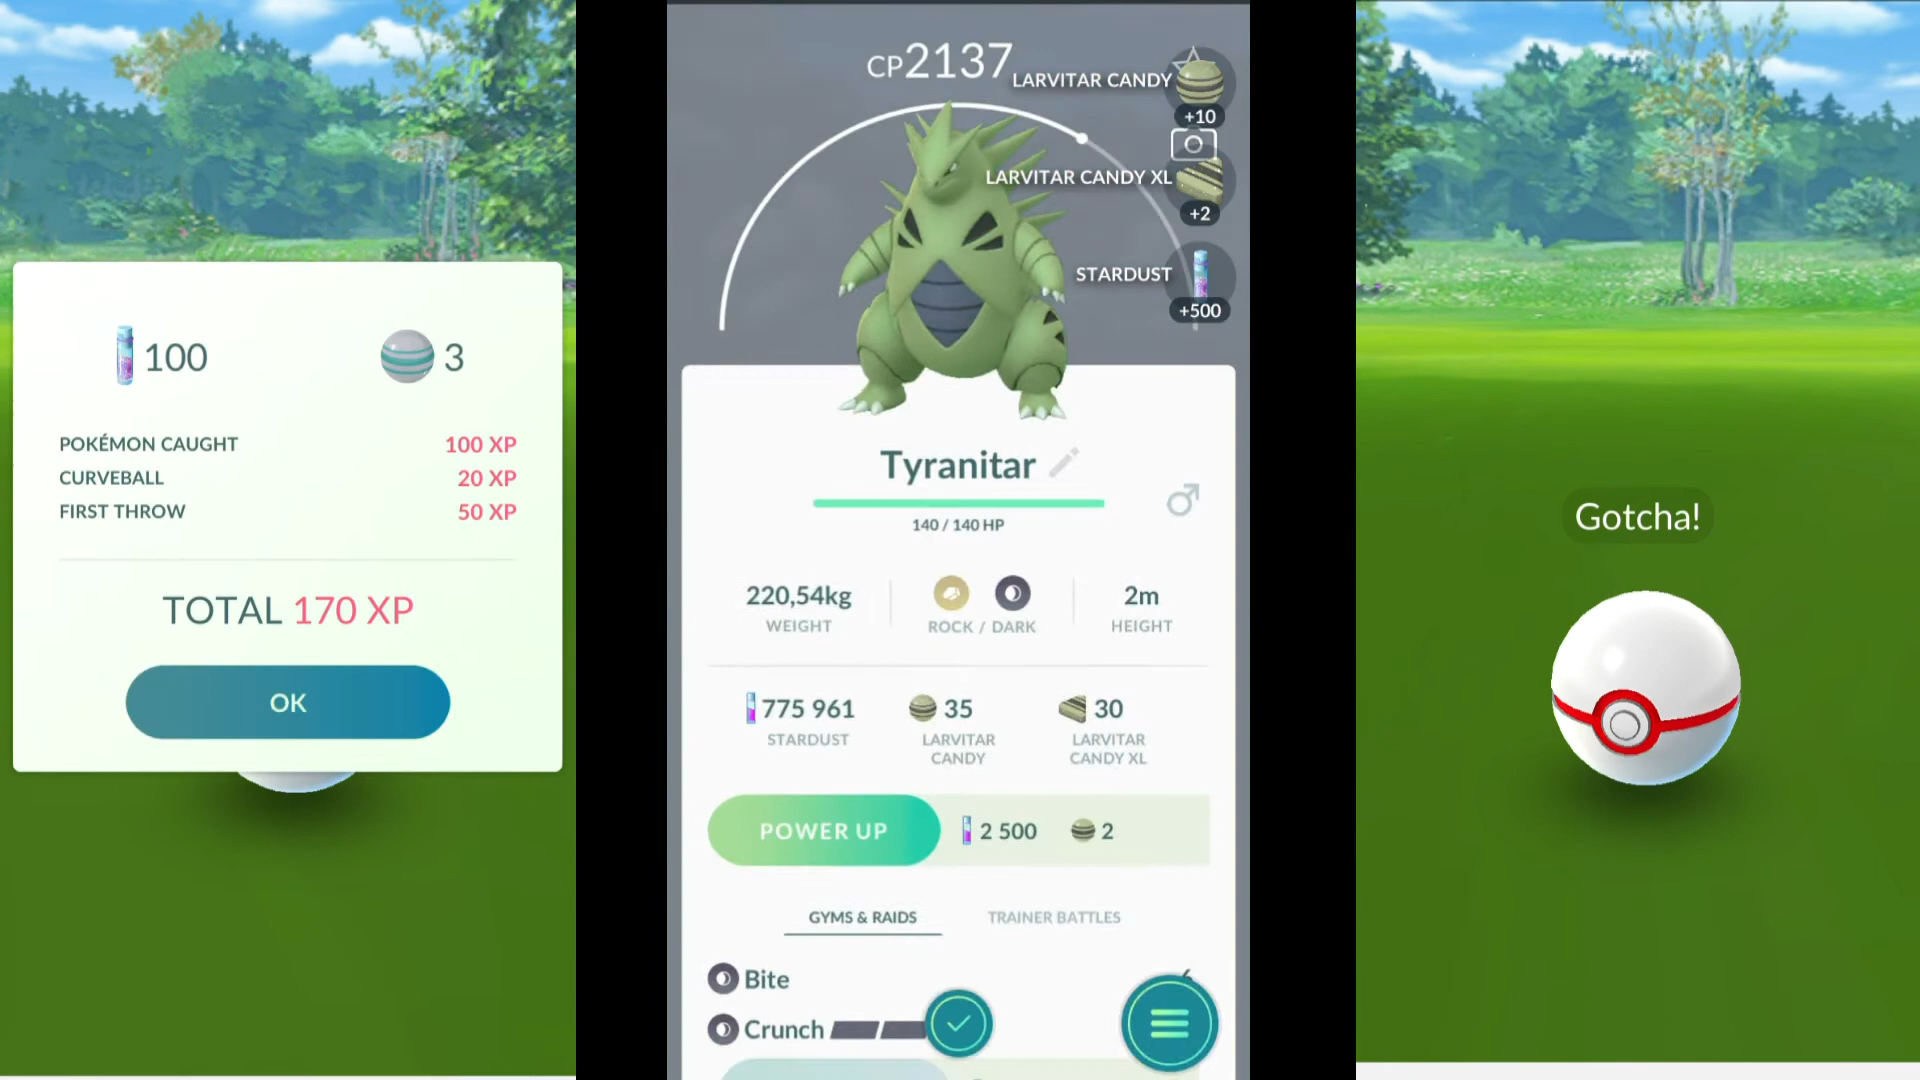 100
3
POKÉMON CAUGHT 100 XP
CURVEBALL 20 XP
FIRST THROW 50 XP
TOTAL 170 XP
OK
CP2137
LARVITAR CANDY
+10
LARVITAR CANDY XL
+2
STARDUST
+500
Tyranitar
140 / 140 HP
220,54kg
WEIGHT
ROCK / DARK
2m
HEIGHT
775 961
STARDUST
35
LARVITAR
CANDY
30
LARVITAR
CANDY XL
POWER UP 2 500 2
GYMS & RAIDS TRAINER BATTLES
Bite
Crunch
Gotcha!